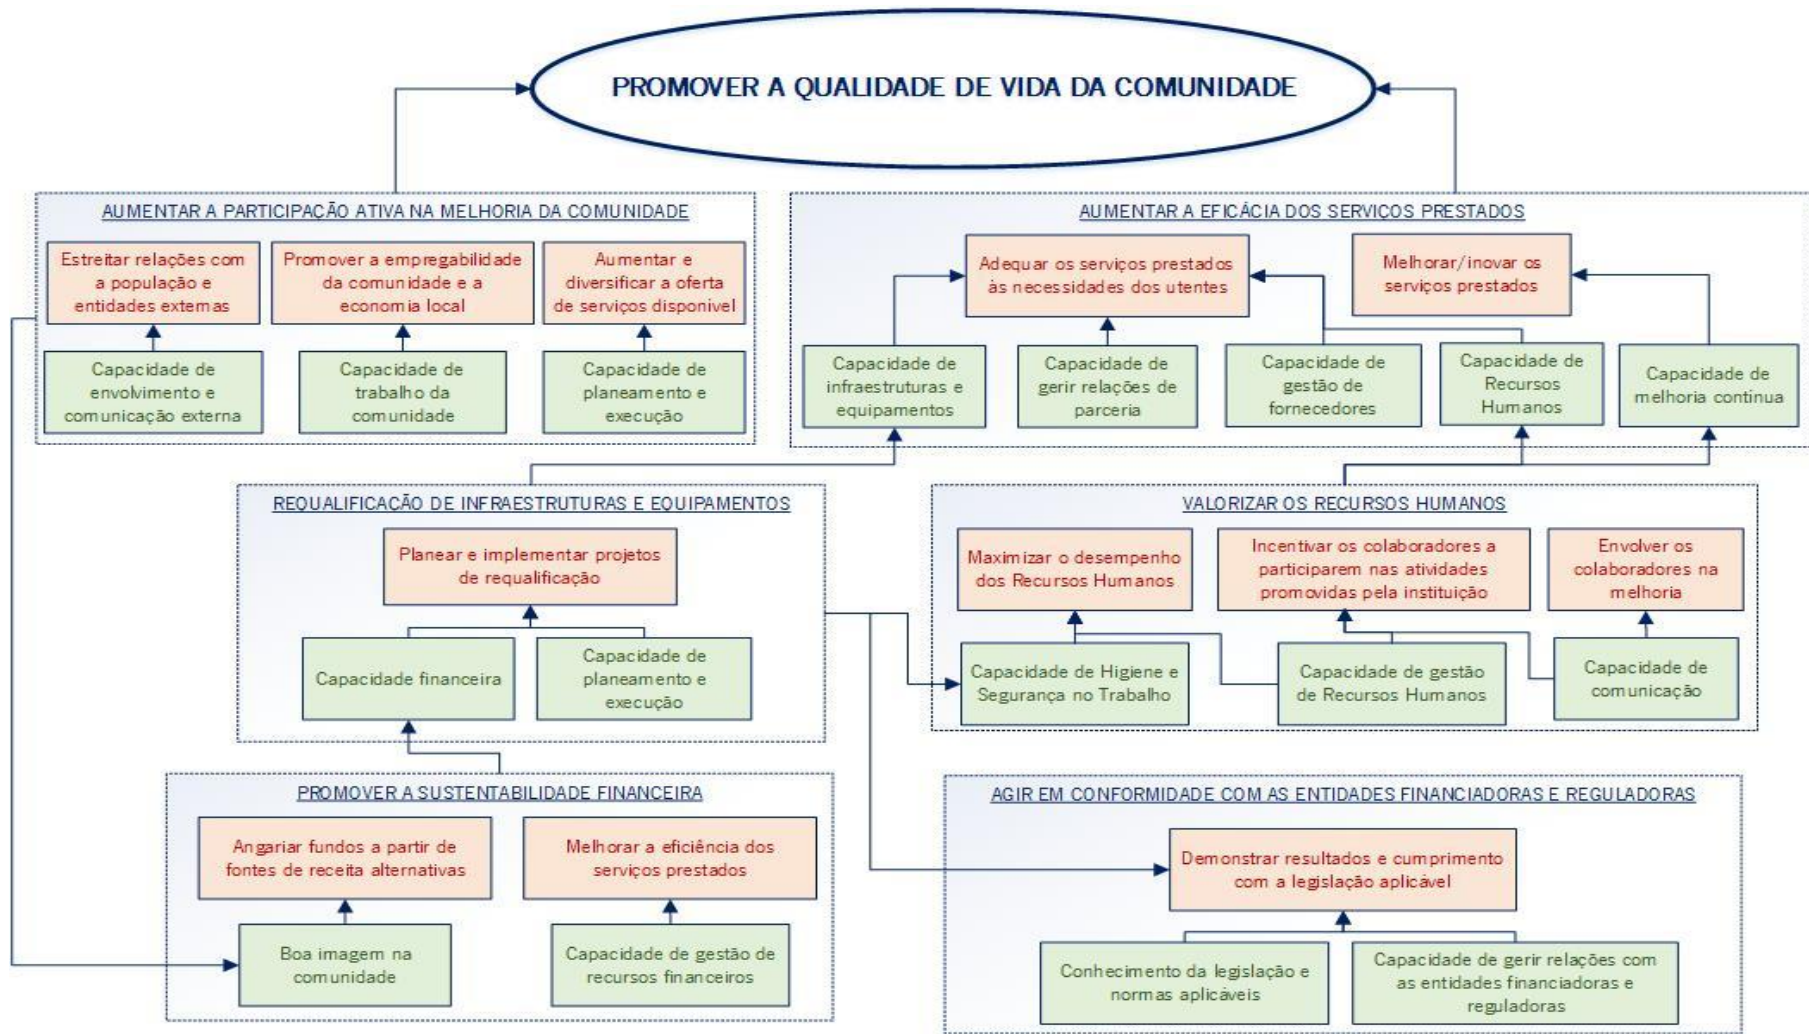 PROMOVER A QUALIDADE DE VIDA DA COMUNIDADE
AUMENTAR A PARTICIPAÇÃO ATIVA NA MELHORIA DA COMUNIDADE
Estreitar relações com
a população e
entidades externas
Promover a empregabilidade
da comunidade e a
economia local
Aumentar e
diversificar a oferta
de serviços disponivel
Capacidade de
envolvimento e
comunicação externa
Capacidade de
trabalho da
comunidade
Capacidade de
planeamento e
execução
AUMENTAR A EFICÁCIA DOS SERVIÇOS PRESTADOS
Adequar os serviços prestados
às necessidades dos utentes
Melhorar/inovar os
serviços prestados
Capacidade de
infraestruturas e
equipamentos
Capacidade de
gerir relações de
parceria
Capacidade de
gestão de
fornecedores
Capacidade de
Recursos
Humanos
Capacidade de
melhoria contínua
REQUALIFICAÇÃO DE INFRAESTRUTURAS E EQUIPAMENTOS
Planear e implementar projetos
de requalificação
Capacidade financeira
Capacidade de
planeamento e
execução
VALORIZAR OS RECURSOS HUMANOS
Maximizar o desempenho
dos Recursos Humanos
Incentivar os colaboradores a
participarem nas atividades
promovidas pela instituição
Envolver os
colaboradores na
melhoria
Capacidade de Higiene e
Segurança no Trabalho
Capacidade de gestão
de Recursos Humanos
Capacidade de
comunicação
PROMOVER A SUSTENTABILIDADE FINANCEIRA
Angariar fundos a partir de
fontes de receita alternativas
Melhorar a eficiência dos
serviços prestados
Boa imagem na
comunidade
Capacidade de gestão de
recursos financeiros
AGIR EM CONFORMIDADE COM AS ENTIDADES FINANCIADORAS E REGULADORAS
Demonstrar resultados e cumprimento
com a legislação aplicável
Conhecimento da legislação e
normas aplicáveis
Capacidade de gerir relações com
as entidades financiadoras e
reguladoras